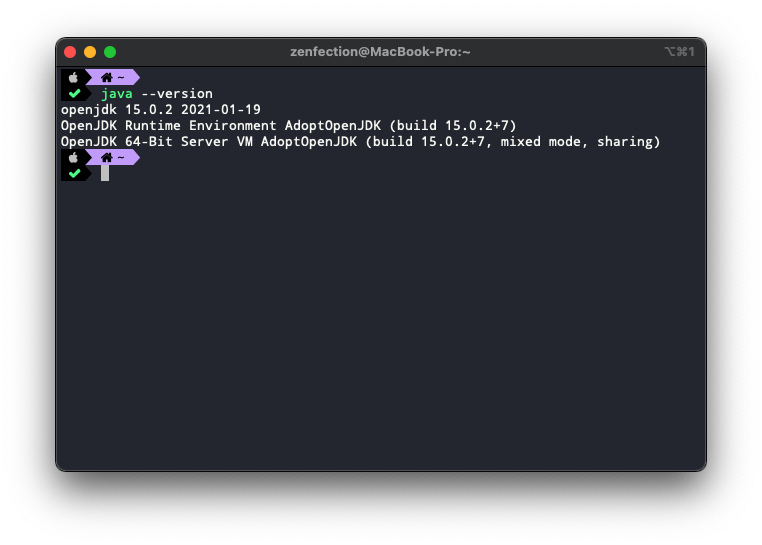 zenfection@MacBook-Pro:~
⌥⌘1
~
java --version
openjdk 15.0.2 2021-01-19
OpenJDK Runtime Environment AdoptOpenJDK (build 15.0.2+7)
OpenJDK 64-Bit Server VM AdoptOpenJDK (build 15.0.2+7, mixed mode, sharing)
~